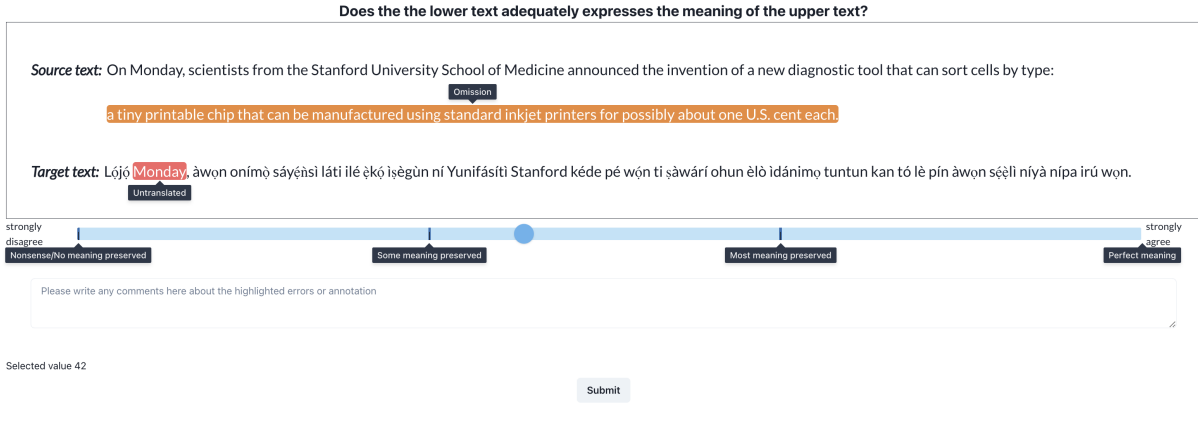 Does the the lower text adequately expresses the meaning of the upper text?
Source text: On Monday, scientists from the Stanford University School of Medicine announced the invention of a new diagnostic tool that can sort cells by type:
Omission
a tiny printable chip that can be manufactured using standard inkjet printers for possibly about one U.S. cent each.
Target text: Lọ́jọ́ Monday, àwọn onímọ̀ sáyẹ́ǹsì láti ilé ẹ̀kọ́ ìṣègùn ní Yunifásítì Stanford kéde pé wọ́n ti ṣàwárí ohun èlò ìdánimọ tuntun kan tó lè pín àwọn sẹ́ẹ̀lì níyà nípa irú wọn.
Untranslated
strongly disagree
strongly agree
Nonsense/No meaning preserved
Some meaning preserved
Most meaning preserved
Perfect meaning
Please write any comments here about the highlighted errors or annotation
Selected value 42
Submit